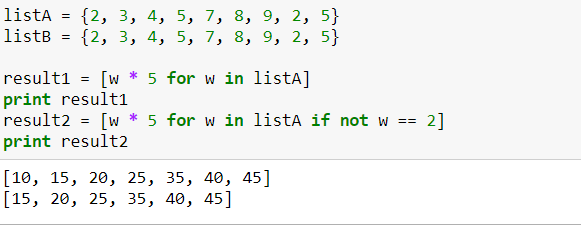 listA = {2, 3, 4, 5, 7, 8, 9, 2, 5}
listB = {2, 3, 4, 5, 7, 8, 9, 2, 5}
result1 = [w * 5 for w in listA]
print result1
result2 = [w * 5 for w in listA if not w == 2]
print result2
[10, 15, 20, 25, 35, 40, 45]
[15, 20, 25, 35, 40, 45]